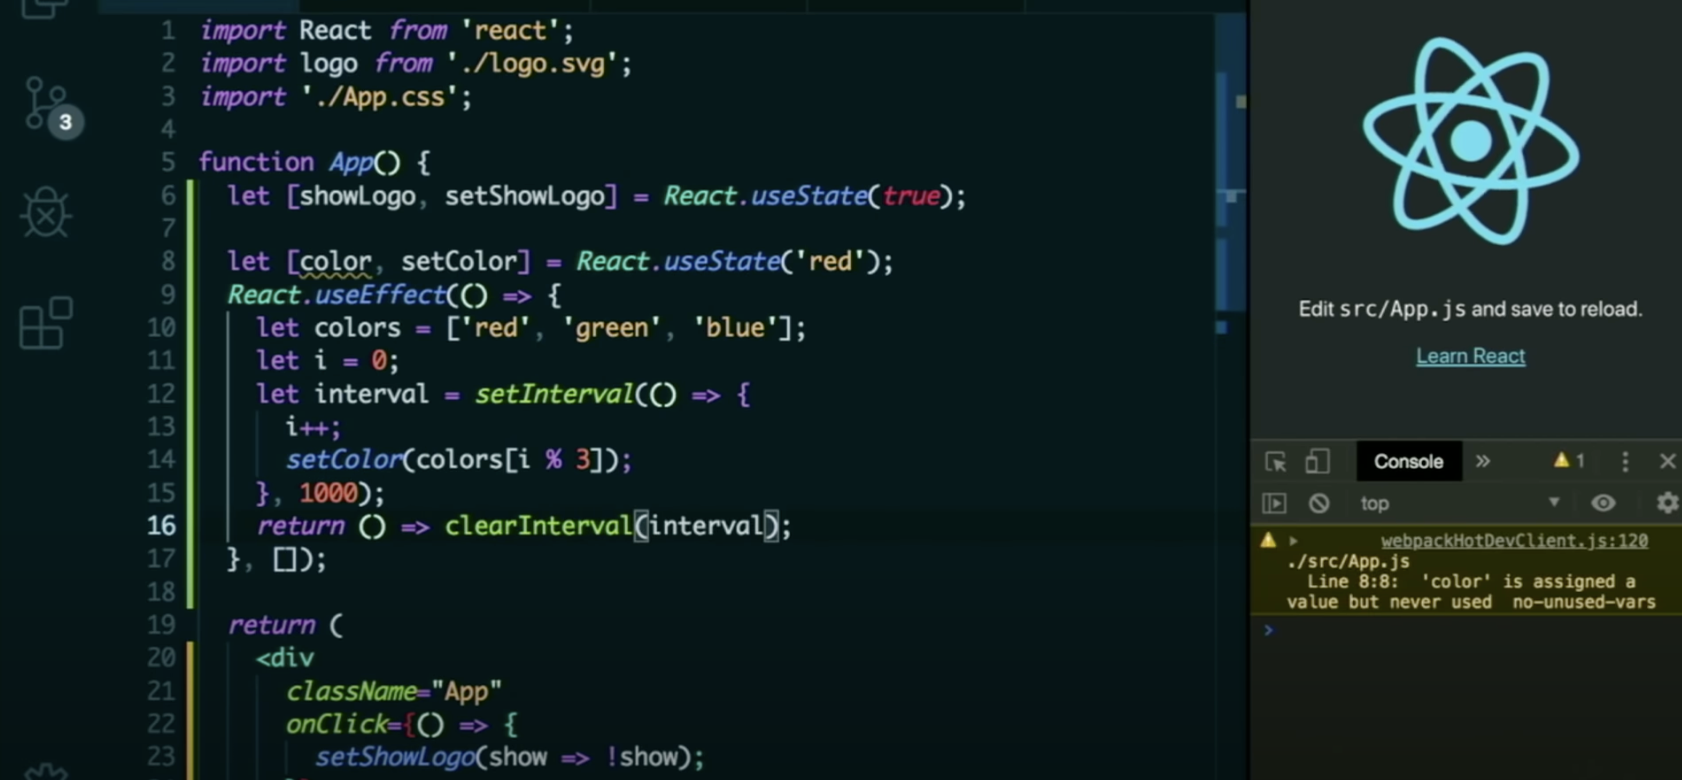 3
1 import React from 'react';
2 import logo from './logo.svg';
3 import './App.css';
4
5 function App() {
6 let [showLogo, setShowLogo] = React.useState(true);
7
8 let [color, setColor] = React.useState('red');
9 React.useEffect(() => {
10 let colors = ['red', 'green', 'blue'];
11 let i = 0;
12 let interval = setInterval(() => {
13 i++;
14 setColor(colors[i % 3]);
15 }, 1000);
16 return () => clearInterval(interval);
17 }, []);
18
19 return (
20 <div
21 className="App"
22 onClick={() => {
23 setShowLogo(show => !show);
Edit src/App.js and save to reload.
Learn React
Console » 1
top
webpackHotDevClient.js:120
./src/App.js
Line 8:8: 'color' is assigned a
value but never used no-unused-vars
>